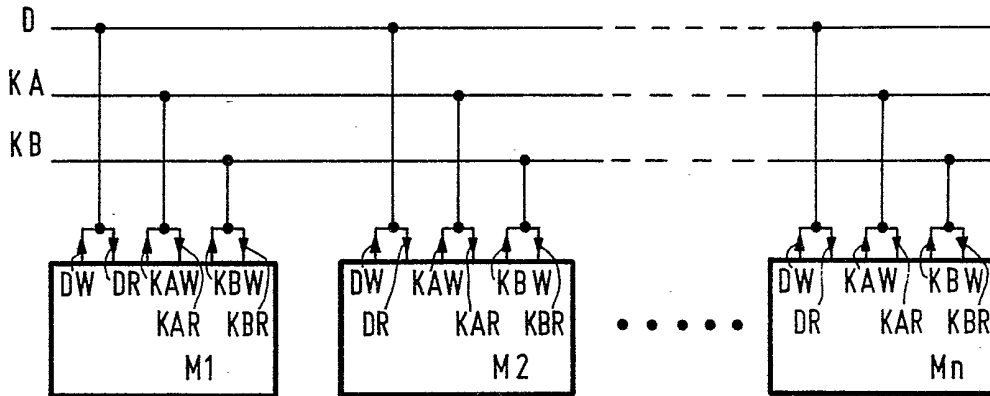 D
KA
KB
DW DR KAW KBW DW KAW KBW DW KAW KBW
KAR KBR DR KAR KBR DR KAR KBR
M1 M2 Mn